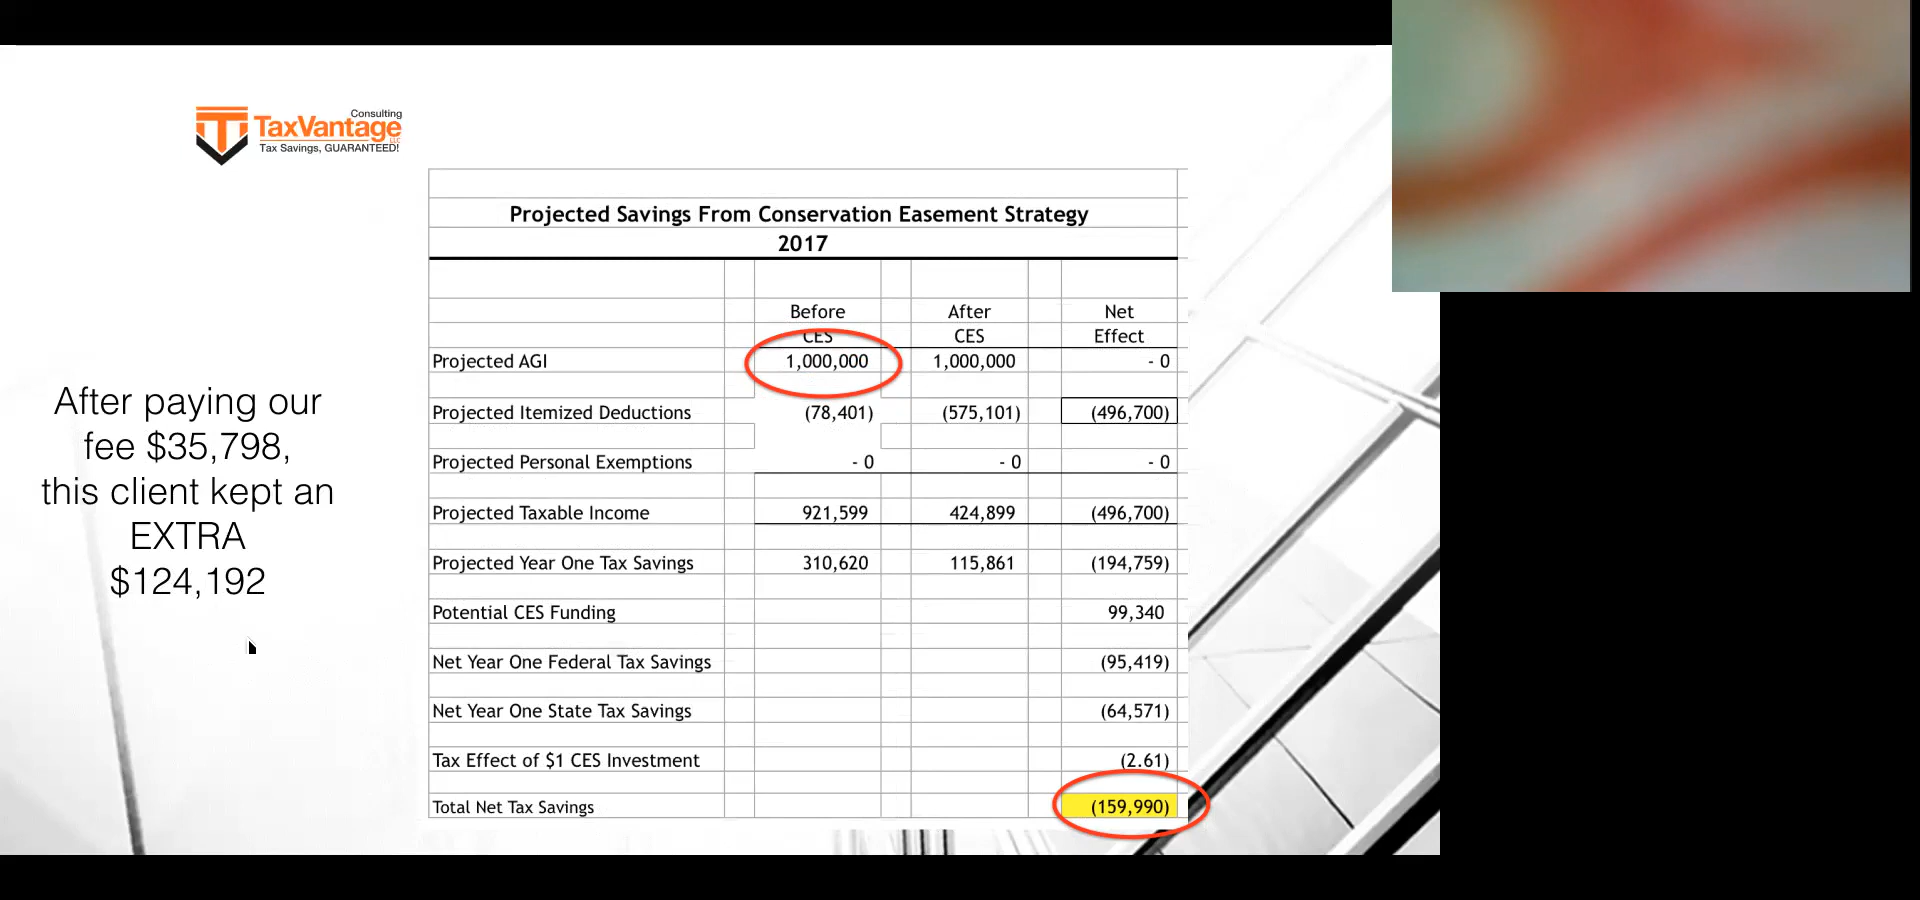 Consulting
TaxVantage
LLC
Tax Savings, GUARANTEED!
After paying our
fee $35,798,
this client kept an
EXTRA
$124,192
Projected Savings From Conservation Easement Strategy
2017
Before After Net
CES CES Effect
Projected AGI 1,000,000 1,000,000 - 0
Projected Itemized Deductions (78,401) (575,101) (496,700)
Projected Personal Exemptions - 0 - 0 - 0
Projected Taxable Income 921,599 424,899 (496,700)
Projected Year One Tax Savings 310,620 115,861 (194,759)
Potential CES Funding 99,340
Net Year One Federal Tax Savings (95,419)
Net Year One State Tax Savings (64,571)
Tax Effect of $1 CES Investment (2.61)
Total Net Tax Savings (159,990)